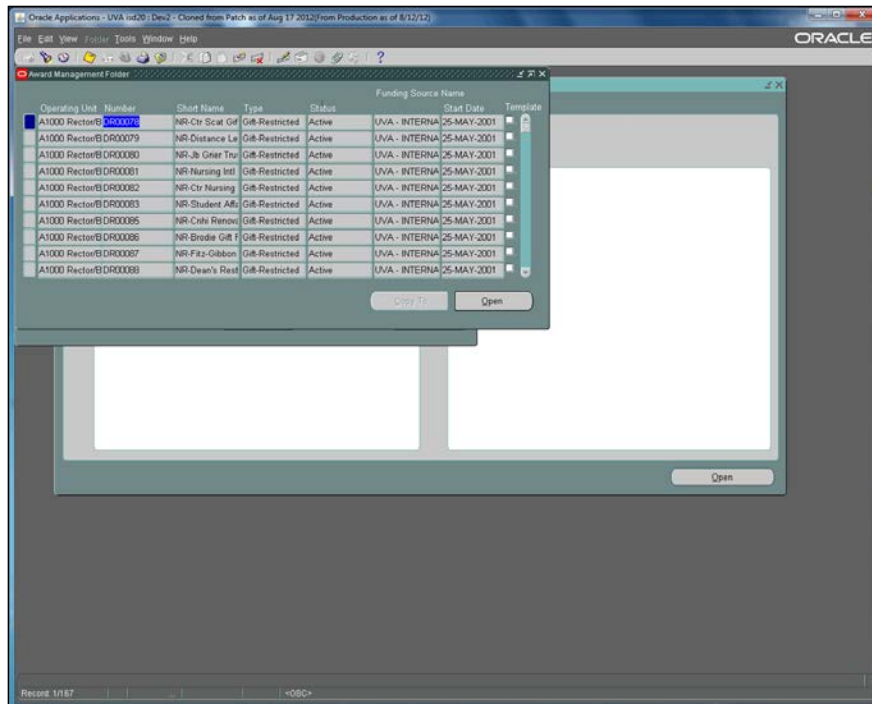 Oracle Applications - UVA isd20 : Dev2 - Cloned from Patch as of Aug 17 2012(From Production as of 8/12/12)
File Edit View Folder Tools Window Help
ORACLE
Award Management Folder
Funding Source Name
Operating Unit Number Short Name Type Status Start Date Template
A1000 Rector/B DR00078 NR-Ctr Scat Gif Gift-Restricted Active UVA - INTERNA 25-MAY-2001
A1000 Rector/B DR00079 NR-Distance Le Gift-Restricted Active UVA - INTERNA 25-MAY-2001
A1000 Rector/B DR00080 NR-Jb Grier Tru Gift-Restricted Active UVA - INTERNA 25-MAY-2001
A1000 Rector/B DR00081 NR-Nursing Intl Gift-Restricted Active UVA - INTERNA 25-MAY-2001
A1000 Rector/B DR00082 NR-Ctr Nursing Gift-Restricted Active UVA - INTERNA 25-MAY-2001
A1000 Rector/B DR00083 NR-Student Affa Gift-Restricted Active UVA - INTERNA 25-MAY-2001
A1000 Rector/B DR00085 Gift-Restricted Active UVA - INTERNA 25-MAY-2001
A1000 Rector/B DR00086 NR-Brodie Gift F Gift-Restricted Active UVA - INTERNA 25-MAY-2001
A1000 Rector/B DR00087 NR-Fitz-Gibbon Gift-Restricted Active UVA - INTERNA 25-MAY-2001
A1000 Rector/B DR00088 NR-Dean's Rest Gift-Restricted Active UVA - INTERNA 25-MAY-2001
Copy To Open
Open
Record: 1/167 ... <OSC>